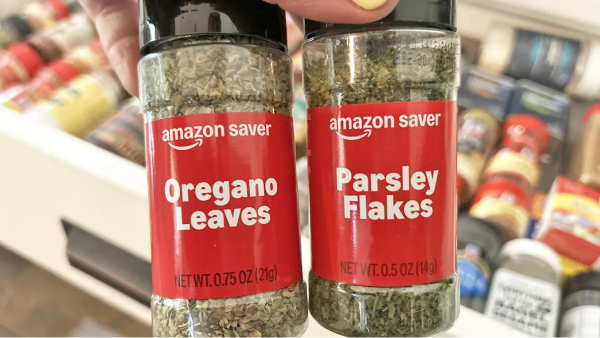 amazon saver
Oregano
Leaves
NET WT. 0.75 OZ (21g)
amazon saver
Parsley
Flakes
NET WT. 0.5 OZ (14g)